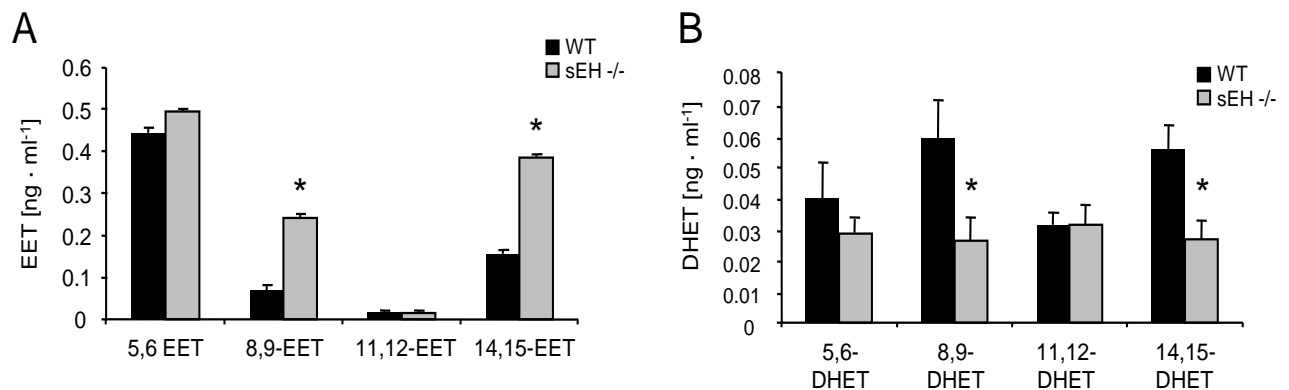 A
WT
sEH -/-
EET [ng · ml-1]
0.6
0.5
0.4
0.3
0.2
0.1
0
*
*
5,6 EET
8,9-EET
11,12-EET
14,15-EET
B
WT
sEH -/-
DHET [ng · ml-1]
0.08
0.07
0.06
0.05
0.04
0.03
0.02
0.01
0
*
*
5,6-
DHET
8,9-
DHET
11,12-
DHET
14,15-
DHET